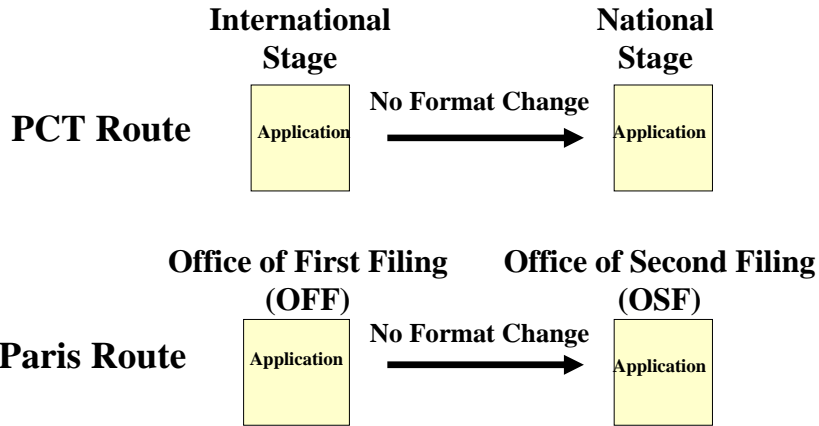 International
Stage
National
Stage
PCT Route
Application
No Format Change
Application
Office of First Filing
(OFF)
Office of Second Filing
(OSF)
Paris Route
Application
No Format Change
Application